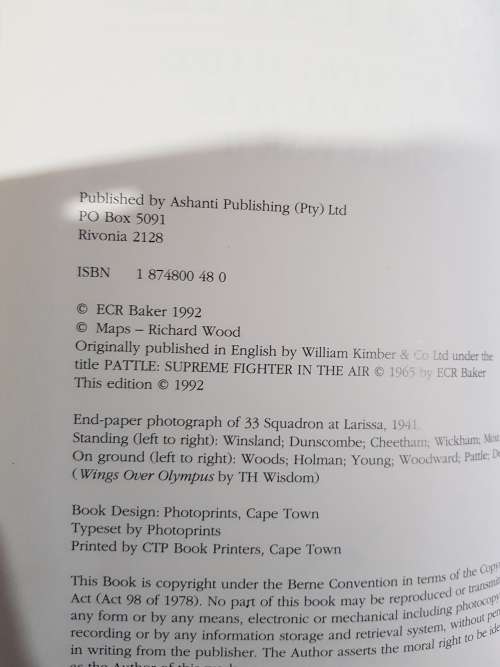 Published by Ashanti Publishing (Pty) Ltd
PO Box 5091
Rivonia 2128
ISBN 1 874800 48 0
© ECR Baker 1992
© Maps – Richard Wood
Originally published in English by William Kimber & Co Ltd under the
title PATTLE: SUPREME FIGHTER IN THE AIR © 1965 by ECR Baker
This edition © 1992
End-paper photograph of 33 Squadron at Larissa, 1941.
Standing (left to right): Winsland; Dunscombe; Cheetham; Wickham;
On ground (left to right): Woods; Holman; Young; Woodward; Pattle;
(Wings Over Olympus by TH Wisdom)
Book Design: Photoprints, Cape Town
Typeset by Photoprints
Printed by CTP Book Printers, Cape Town
This Book is copyright under the Berne Convention in terms of the
Act (Act 98 of 1978). No part of this book may be reproduced or
any form or by any means, electronic or mechanical including
recording or by any information storage and retrieval system, without
in writing from the publisher. The Author asserts the moral right to be
as the Author of this